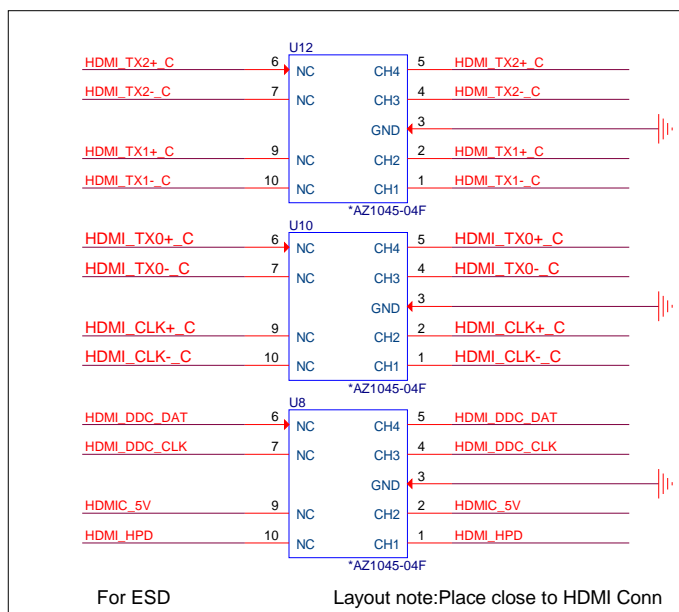 U12
HDMI_TX2+_C 6 NC CH4 5 HDMI_TX2+_C
HDMI_TX2-_C 7 NC CH3 4 HDMI_TX2-_C
GND 3
HDMI_TX1+_C 9 NC CH2 2 HDMI_TX1+_C
HDMI_TX1-_C 10 NC CH1 1 HDMI_TX1-_C
*AZ1045-04F
U10
HDMI_TX0+_C 6 NC CH4 5 HDMI_TX0+_C
HDMI_TX0-_C 7 NC CH3 4 HDMI_TX0-_C
GND 3
HDMI_CLK+_C 9 NC CH2 2 HDMI_CLK+_C
HDMI_CLK-_C 10 NC CH1 1 HDMI_CLK-_C
*AZ1045-04F
U8
HDMI_DDC_DAT 6 NC CH4 5 HDMI_DDC_DAT
HDMI_DDC_CLK 7 NC CH3 4 HDMI_DDC_CLK
GND 3
HDMIC_5V 9 NC CH2 2 HDMIC_5V
HDMI_HPD 10 NC CH1 1 HDMI_HPD
*AZ1045-04F
For ESD Layout note:Place close to HDMI Conn